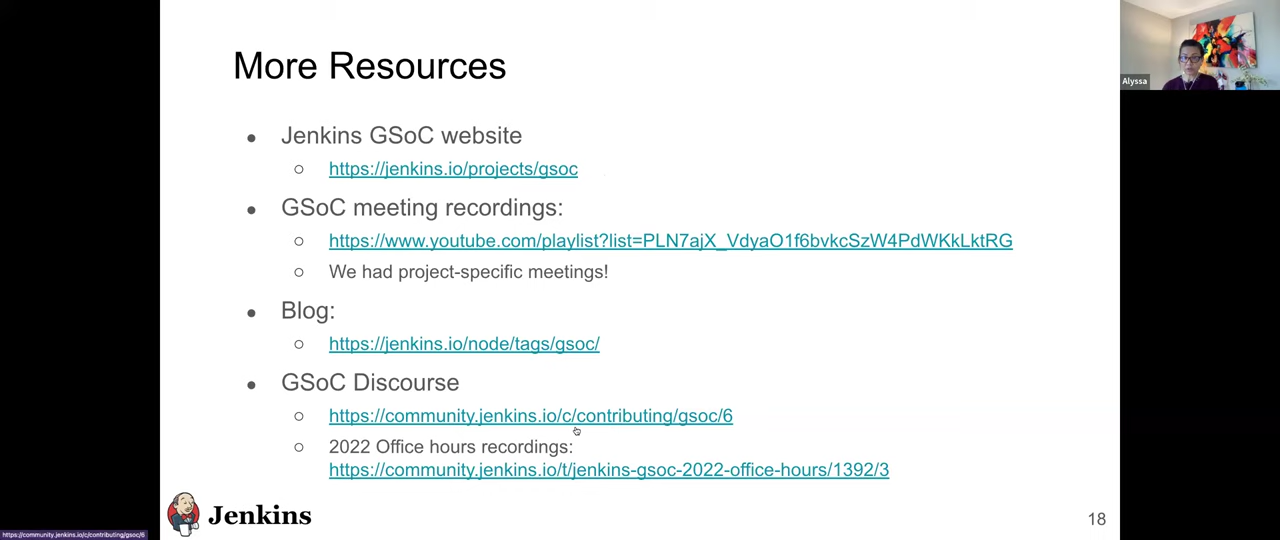 More Resources
Alyssa
● Jenkins GSoC website
○ https://jenkins.io/projects/gsoc
● GSoC meeting recordings:
○ https://www.youtube.com/playlist?list=PLN7ajX_VdyaO1f6bvkcSzW4PdWKkLktRG
○ We had project-specific meetings!
● Blog:
○ https://jenkins.io/node/tags/gsoc/
● GSoC Discourse
○ https://community.jenkins.io/c/contributing/gsoc/6
○ 2022 Office hours recordings:
https://community.jenkins.io/t/jenkins-gsoc-2022-office-hours/1392/3
Jenkins
18
https://community.jenkins.io/c/contributing/gsoc/6